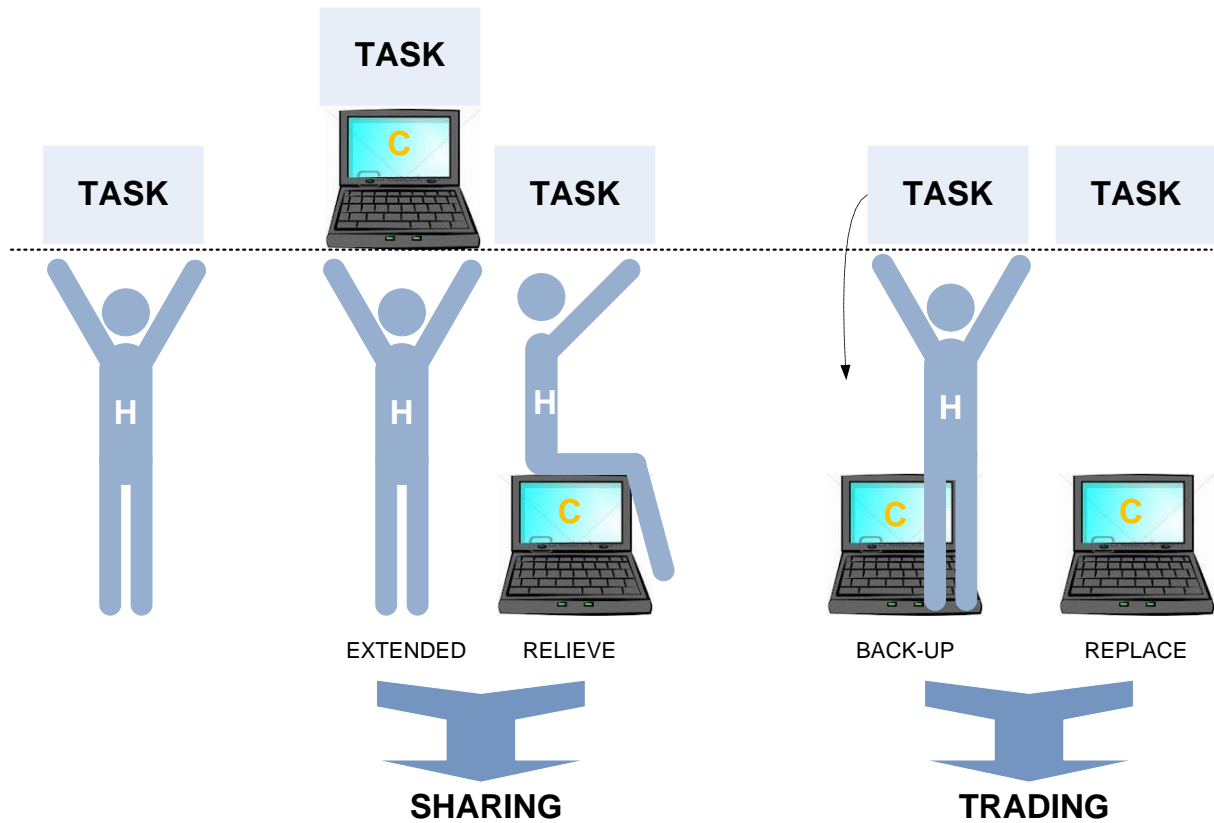 TASK
C
TASK
TASK
TASK
TASK
H
H
H
H
C
C
C
EXTENDED
RELIEVE
BACK-UP
REPLACE
SHARING
TRADING